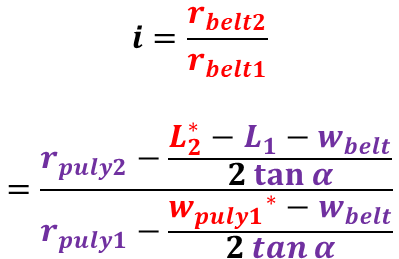 i = r_belt2 / r_belt1
= (r_puly2 − (L_2^* − L_1 − w_belt) / (2 tan α)) / (r_puly1 − (w_puly1^* − w_belt) / (2 tan α))